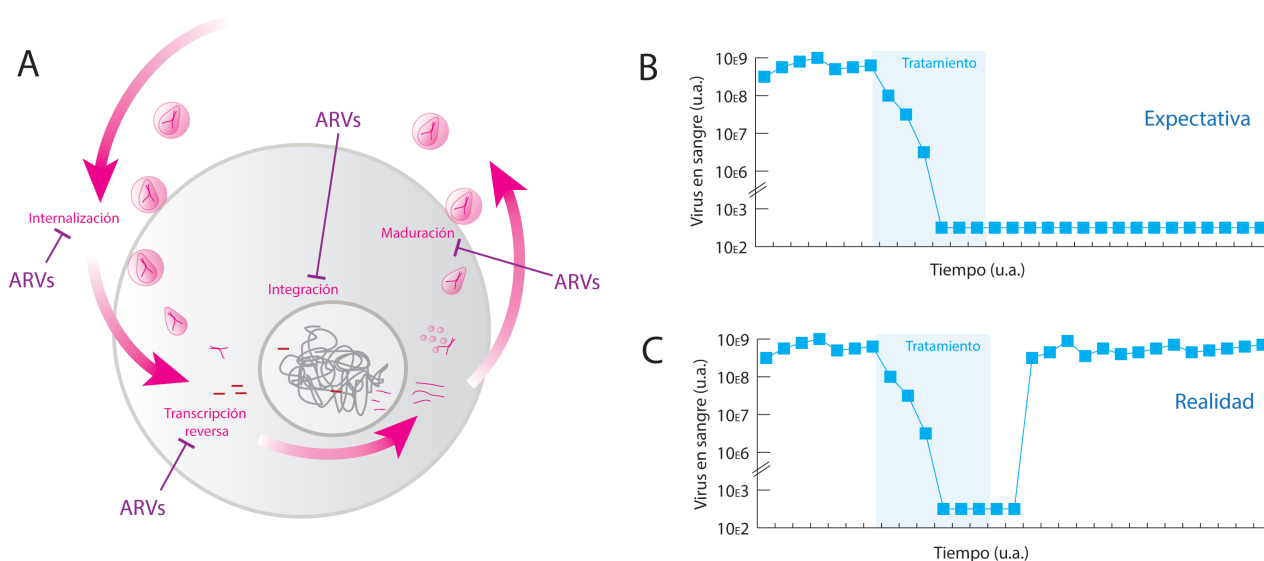 A
ARVs
Internalización
ARVs
Integración
Maduración
ARVs
Transcripción
reversa
ARVs
B
Virus en sangre (u.a.)
10E9
10E8
10E7
10E6
10E3
10E2
Tratamiento
Expectativa
Tiempo (u.a.)
C
Virus en sangre (u.a.)
10E9
10E8
10E7
10E6
10E3
10E2
Tratamiento
Realidad
Tiempo (u.a.)